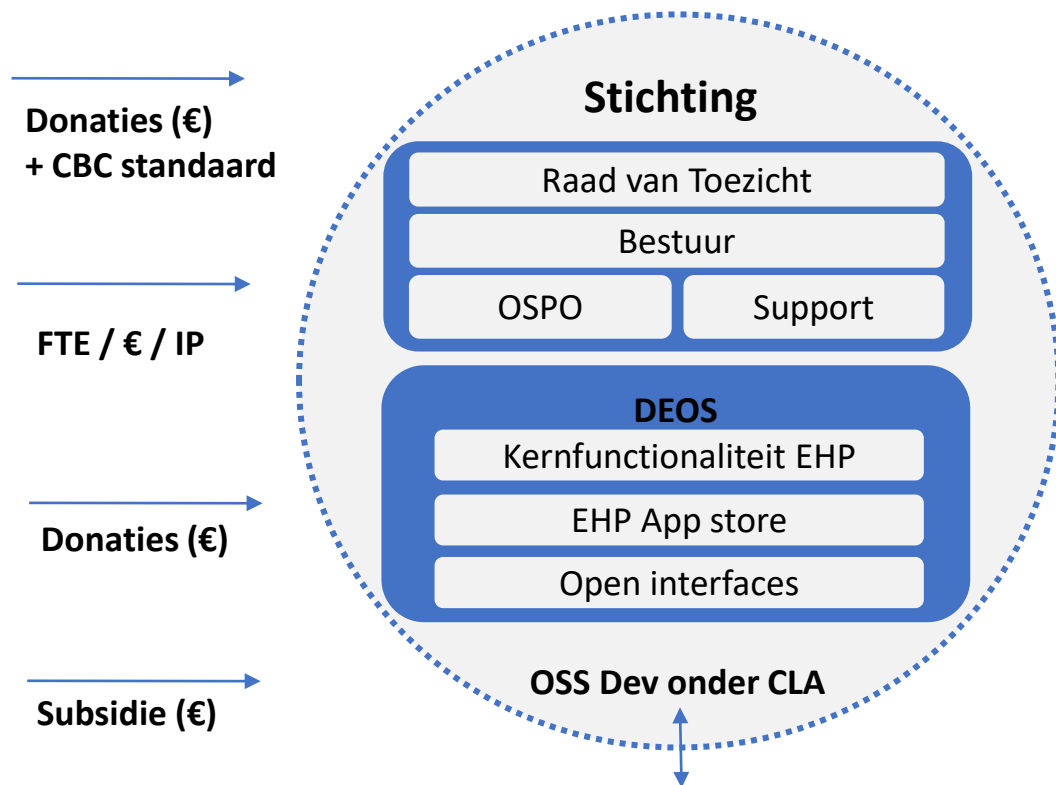 Donaties (€)
+ CBC standaard
FTE / € / IP
Donaties (€)
Subsidie (€)
Stichting
Raad van Toezicht
Bestuur
OSPO
Support
DEOS
Kernfunctionaliteit EHP
EHP App store
Open interfaces
OSS Dev onder CLA